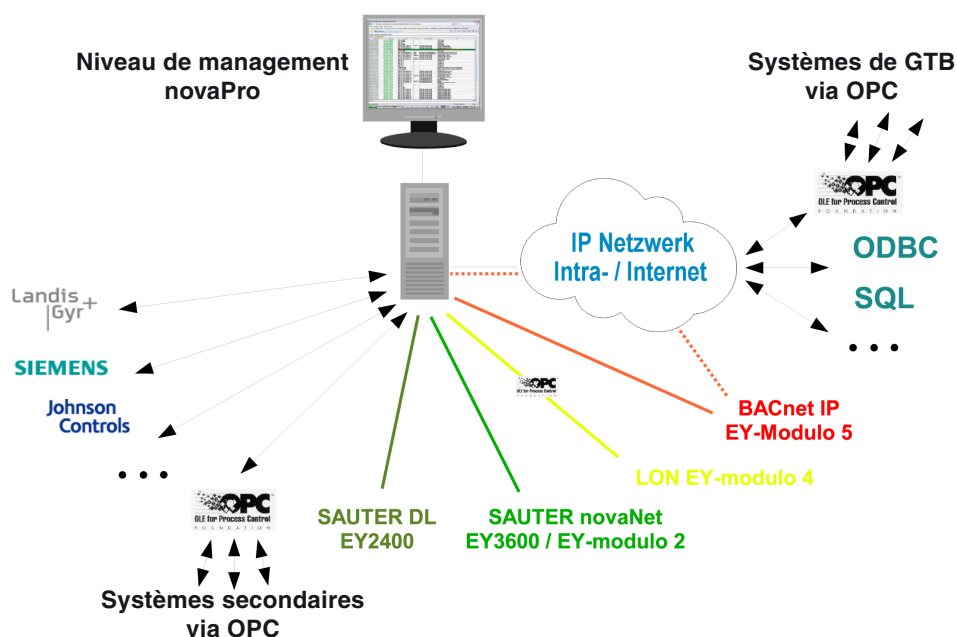 Niveau de management
novaPro
Systèmes de GTB
via OPC
OPC
OLE for Process Control
FOUNDATION
IP Netzwerk
Intra- / Internet
ODBC
SQL
• • •
Landis
Gyr+
SIEMENS
Johnson
Controls
• • •
OPC
OLE for Process Control
FOUNDATION
Systèmes secondaires
via OPC
SAUTER DL
EY2400
SAUTER novaNet
EY3600 / EY-modulo 2
OPC
LON EY-modulo 4
BACnet IP
EY-Modulo 5